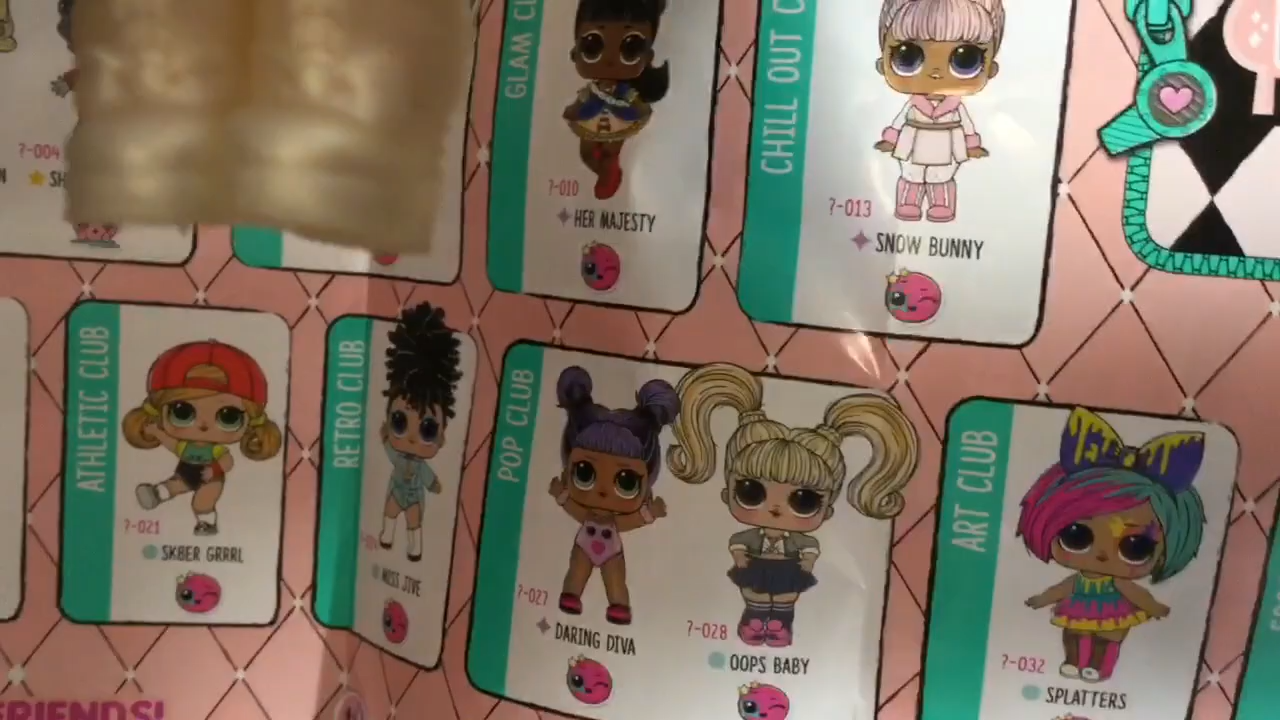 ?-004
GLAM
?-010
HER MAJESTY
CHILL OUT
?-013
SNOW BUNNY
ATHLETIC CLUB
?-021
SK8ER GRRRL
RETRO CLUB
MISS JIVE
POP CLUB
?-027
DARING DIVA
?-028
OOPS BABY
ART CLUB
?-032
SPLATTERS
FRIENDS!